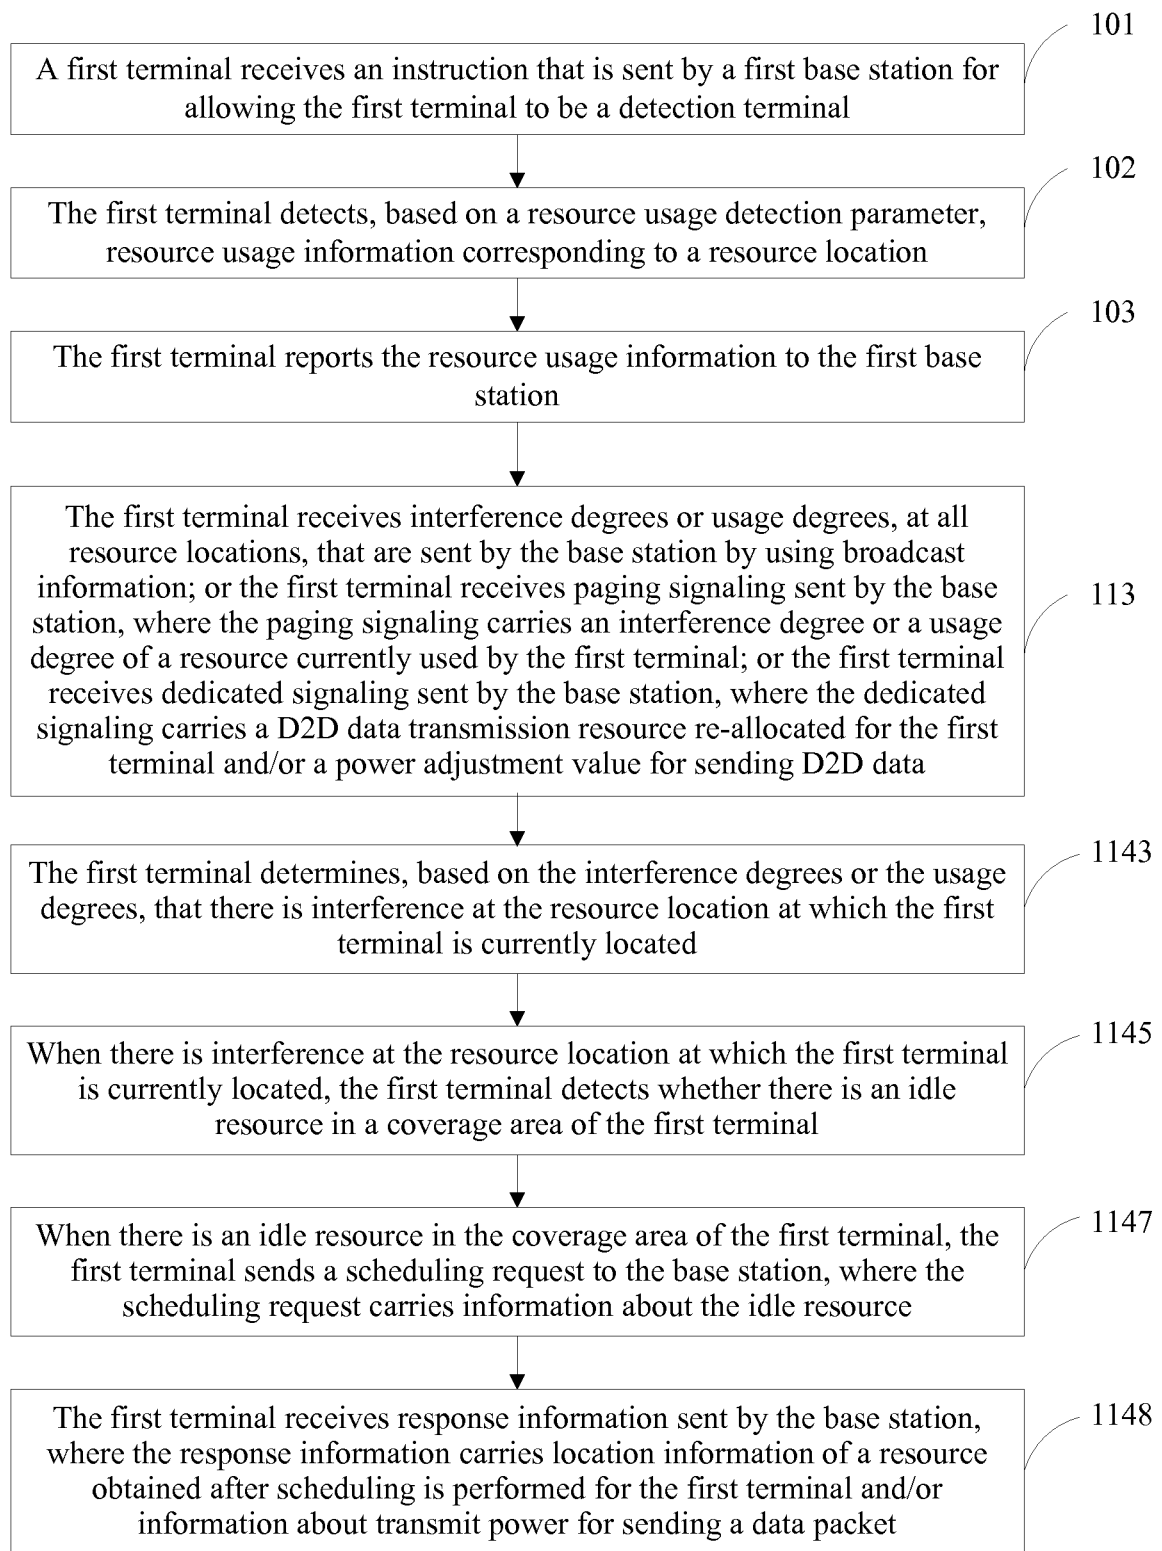 101
A first terminal receives an instruction that is sent by a first base station for
allowing the first terminal to be a detection terminal
102
The first terminal detects, based on a resource usage detection parameter,
resource usage information corresponding to a resource location
103
The first terminal reports the resource usage information to the first base
station
The first terminal receives interference degrees or usage degrees, at all
resource locations, that are sent by the base station by using broadcast
information; or the first terminal receives paging signaling sent by the base
station, where the paging signaling carries an interference degree or a usage
degree of a resource currently used by the first terminal; or the first terminal
receives dedicated signaling sent by the base station, where the dedicated
signaling carries a D2D data transmission resource re-allocated for the first
terminal and/or a power adjustment value for sending D2D data
113
1143
The first terminal determines, based on the interference degrees or the usage
degrees, that there is interference at the resource location at which the first
terminal is currently located
1145
When there is interference at the resource location at which the first terminal
is currently located, the first terminal detects whether there is an idle
resource in a coverage area of the first terminal
1147
When there is an idle resource in the coverage area of the first terminal, the
first terminal sends a scheduling request to the base station, where the
scheduling request carries information about the idle resource
1148
The first terminal receives response information sent by the base station,
where the response information carries location information of a resource
obtained after scheduling is performed for the first terminal and/or
information about transmit power for sending a data packet